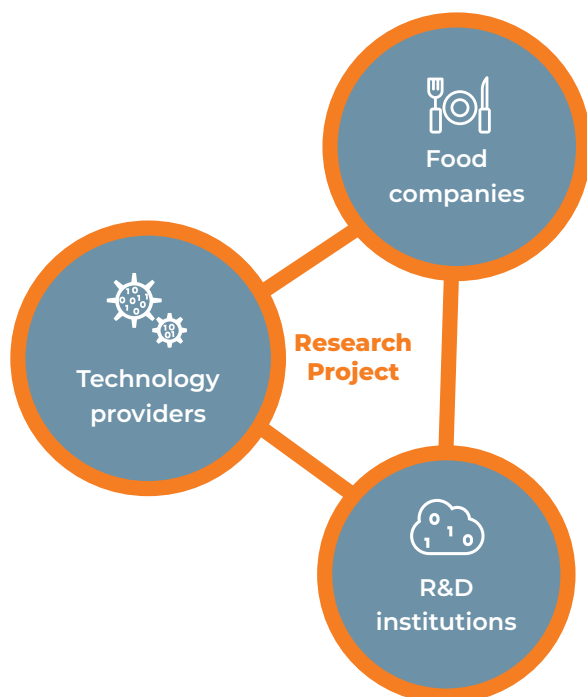 Food
companies
Technology
providers
Research
Project
R&D
institutions